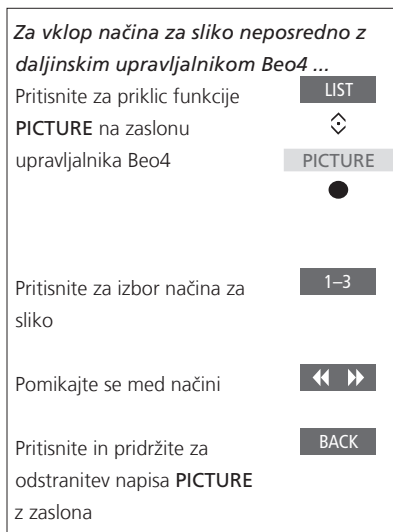 Za vklop načina za sliko neposredno z
daljinskim upravljalnikom Beo4 ...
Pritisnite za priklic funkcije LIST
PICTURE na zaslonu
upravljalnika Beo4 PICTURE
Pritisnite za izbor načina za 1–3
sliko
Pomikajte se med načini
Pritisnite in pridržite za BACK
odstranitev napisa PICTURE
z zaslona